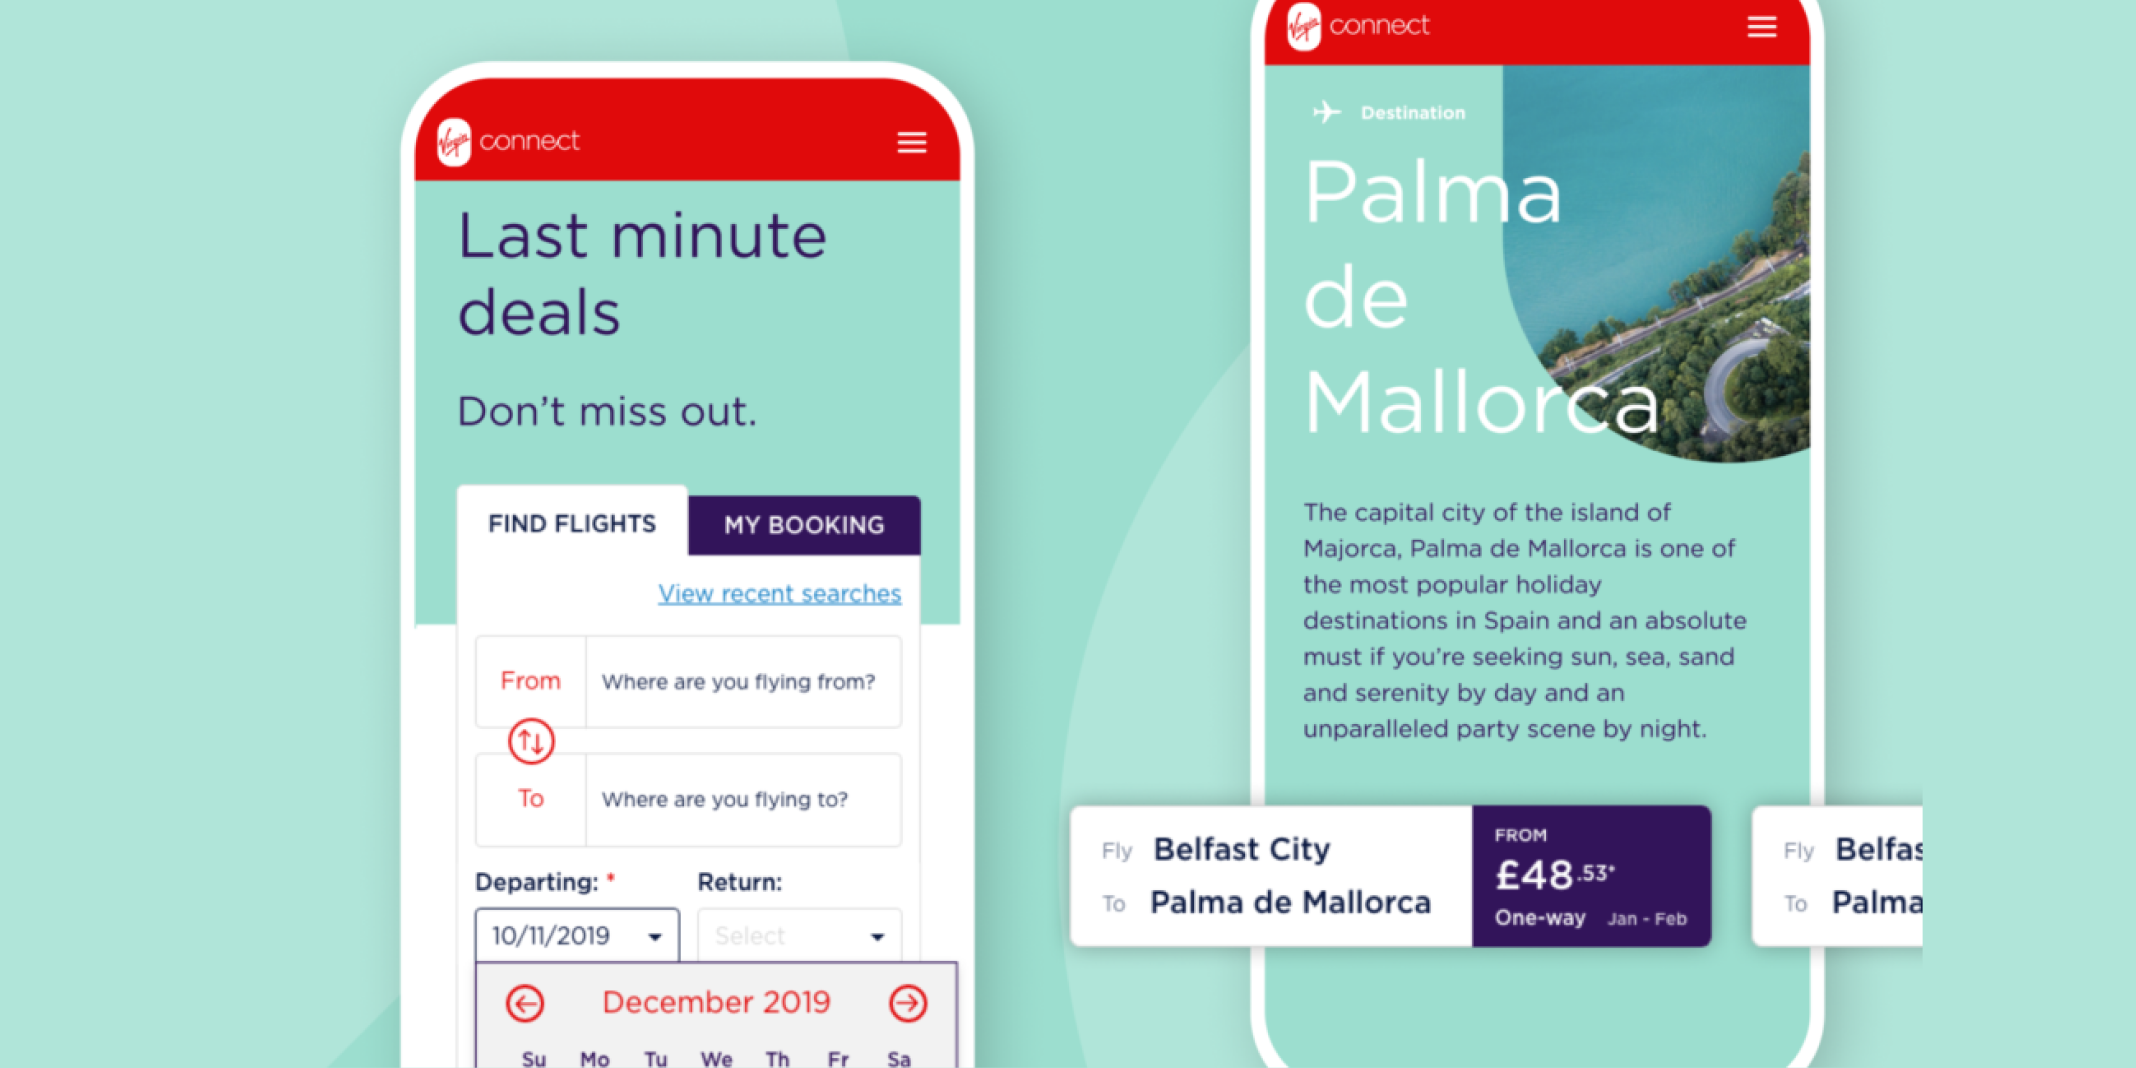 Virgin connect
Last minute
deals
Don't miss out.
FIND FLIGHTS
MY BOOKING
View recent searches
From
Where are you flying from?
To
Where are you flying to?
Departing: *
Return:
10/11/2019
Select
December 2019
Su Mo Tu We Th Fr Sa
Virgin connect
Destination
Palma
de
Mallorca
The capital city of the island of
Majorca, Palma de Mallorca is one of
the most popular holiday
destinations in Spain and an absolute
must if you're seeking sun, sea, sand
and serenity by day and an
unparalleled party scene by night.
Fly Belfast City
To Palma de Mallorca
FROM
£48.53*
One-way Jan - Feb
Fly Belfas
To Palma